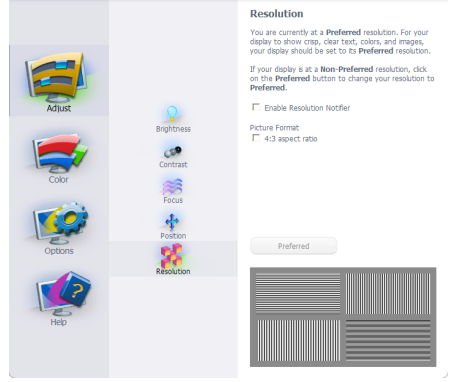 Adjust
Color
Options
Help
Brightness
Contrast
Focus
Position
Resolution
Resolution
You are currently at a Preferred resolution. For your
display to show crisp, clear text, colors, and images,
your display should be set to its Preferred resolution.
If your display is at a Non-Preferred resolution, click
on the Preferred button to change your resolution to
Preferred.
Enable Resolution Notifier
Picture Format
4:3 aspect ratio
Preferred